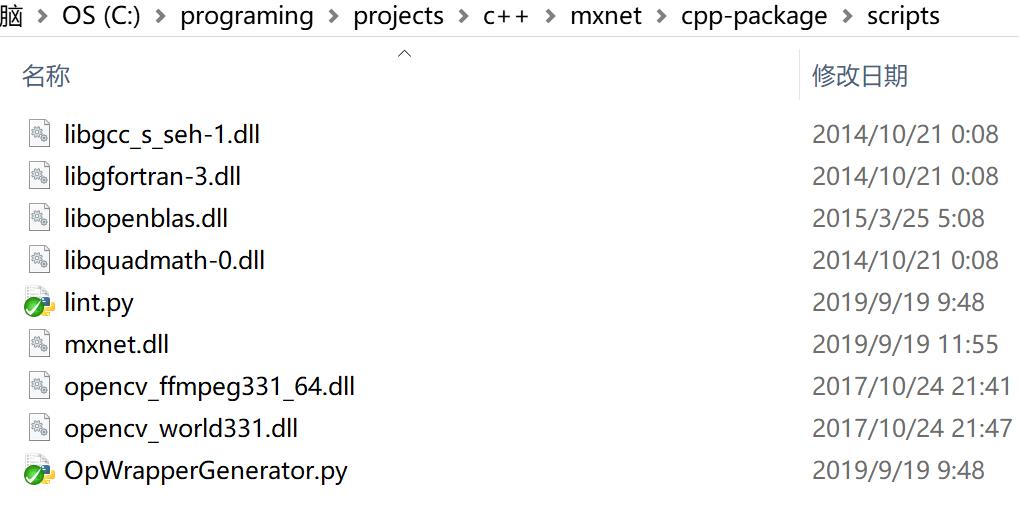 脑 > OS (C:) > programing > projects > c++ > mxnet > cpp-package > scripts
名称 修改日期
libgcc_s_seh-1.dll 2014/10/21 0:08
libgfortran-3.dll 2014/10/21 0:08
libopenblas.dll 2015/3/25 5:08
libquadmath-0.dll 2014/10/21 0:08
lint.py 2019/9/19 9:48
mxnet.dll 2019/9/19 11:55
opencv_ffmpeg331_64.dll 2017/10/24 21:41
opencv_world331.dll 2017/10/24 21:47
OpWrapperGenerator.py 2019/9/19 9:48